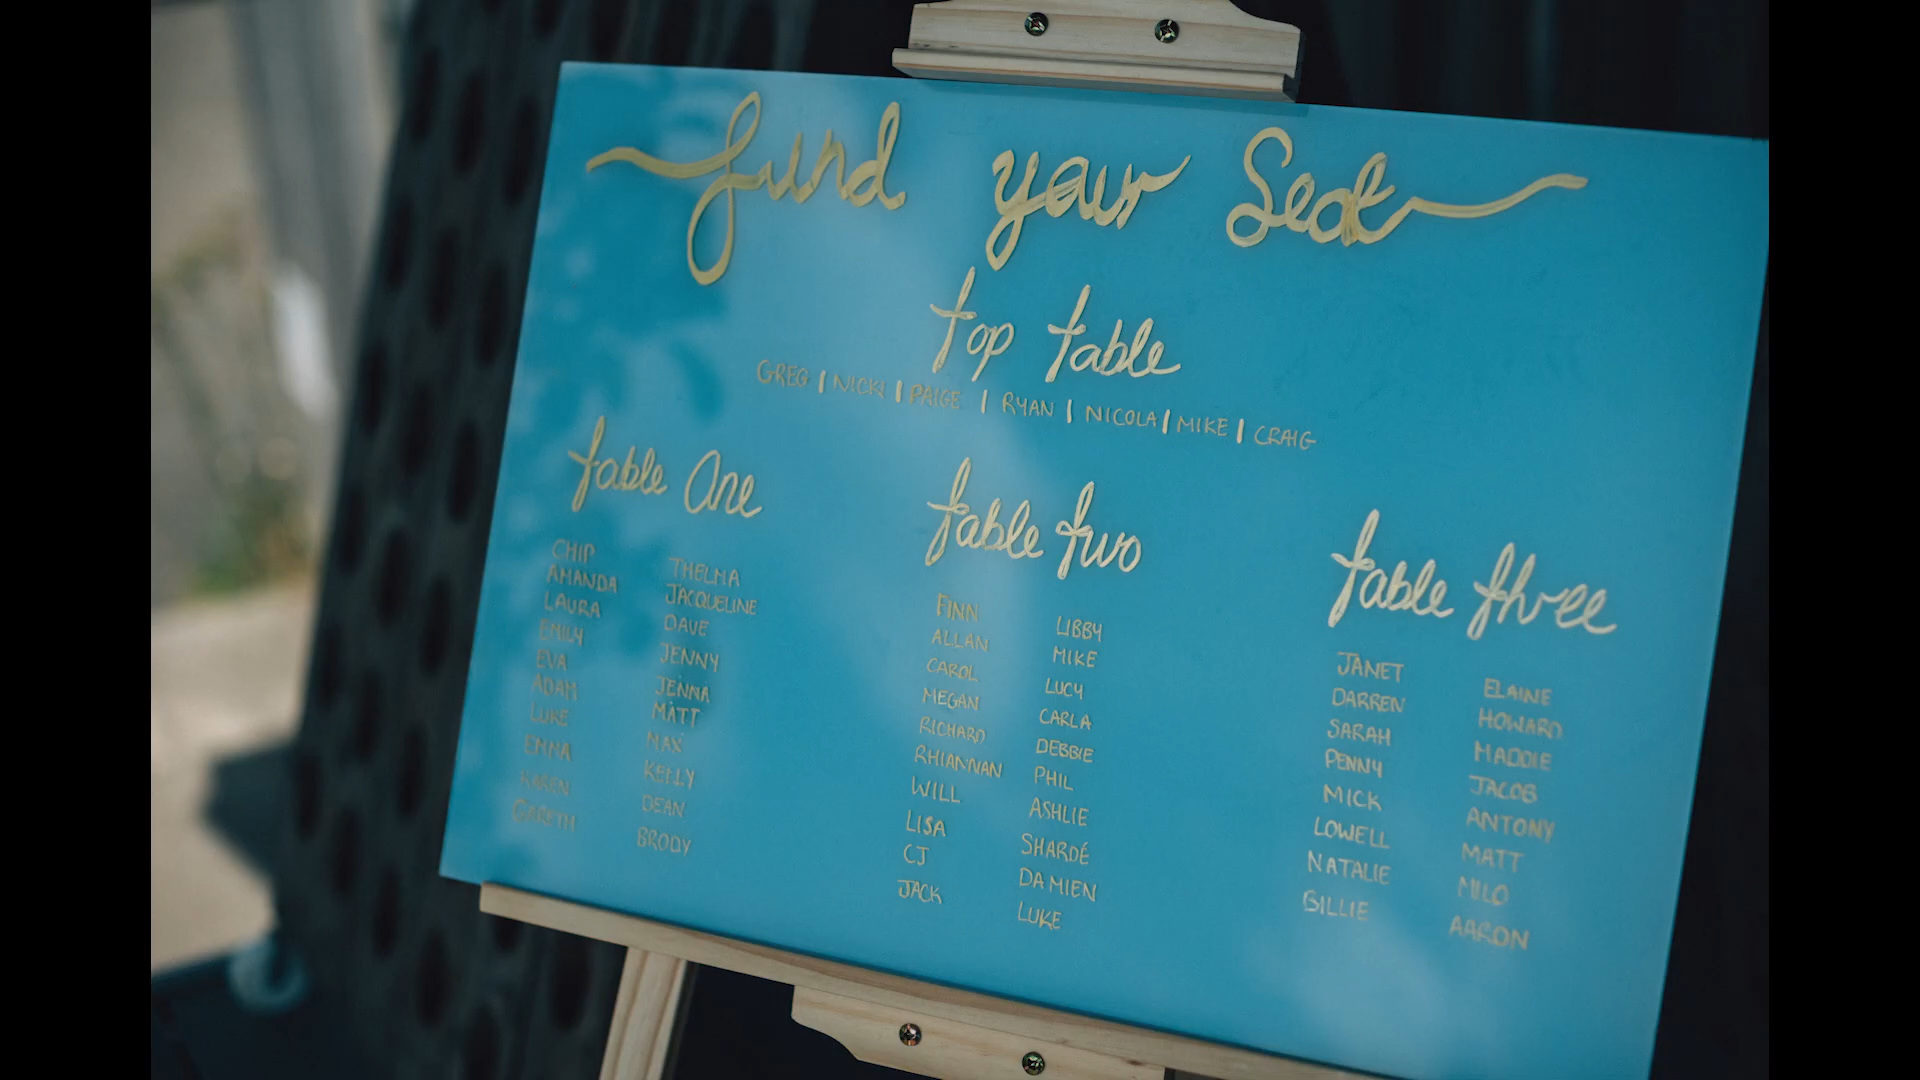 find your Seat
top table
GREG | NICKI | PAIGE | RYAN | NICOLA | MIKE | CRAIG
table One
CHIP
AMANDA
LAURA
EMILY
EVA
ADAM
LUKE
EMMA
KAREN
GARETH
THELMA
JACQUELINE
DAVE
JENNY
JENNA
MATT
MAX
KELLY
DEAN
BRODY
table two
FINN
ALLAN
CAROL
MEGAN
RICHARD
RHIANNAN
WILL
LISA
CJ
JACK
LIBBY
MIKE
LUCY
CARLA
DEBBIE
PHIL
ASHLIE
SHARDÉ
DAMIEN
LUKE
table three
JANET
DARREN
SARAH
PENNY
MICK
LOWELL
NATALIE
BILLIE
ELAINE
HOWARD
MADDIE
JACOB
ANTONY
MATT
MILO
AARON